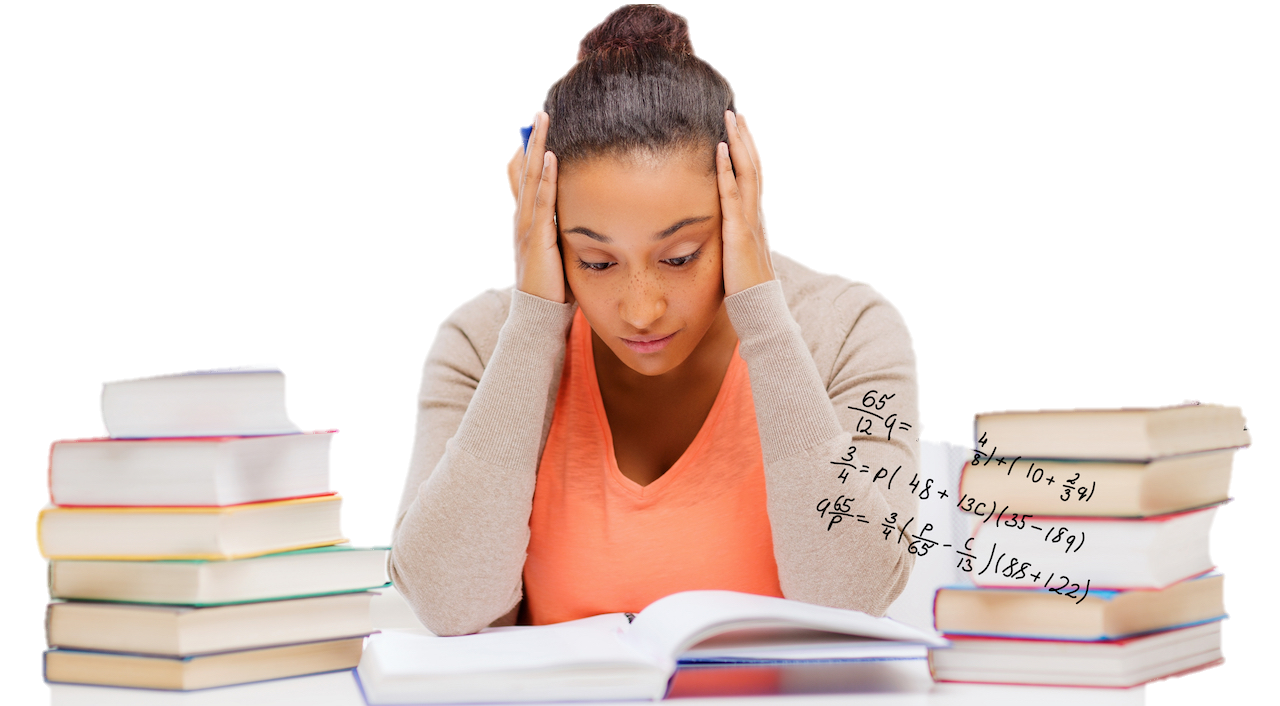 65/12 q = 4/8) + (10 + 2/3 q)
3/4 = P(48 + 13C)(35 - 18q)
q 65/P = 3/4 (P/65 - C/13)(88 + 122)